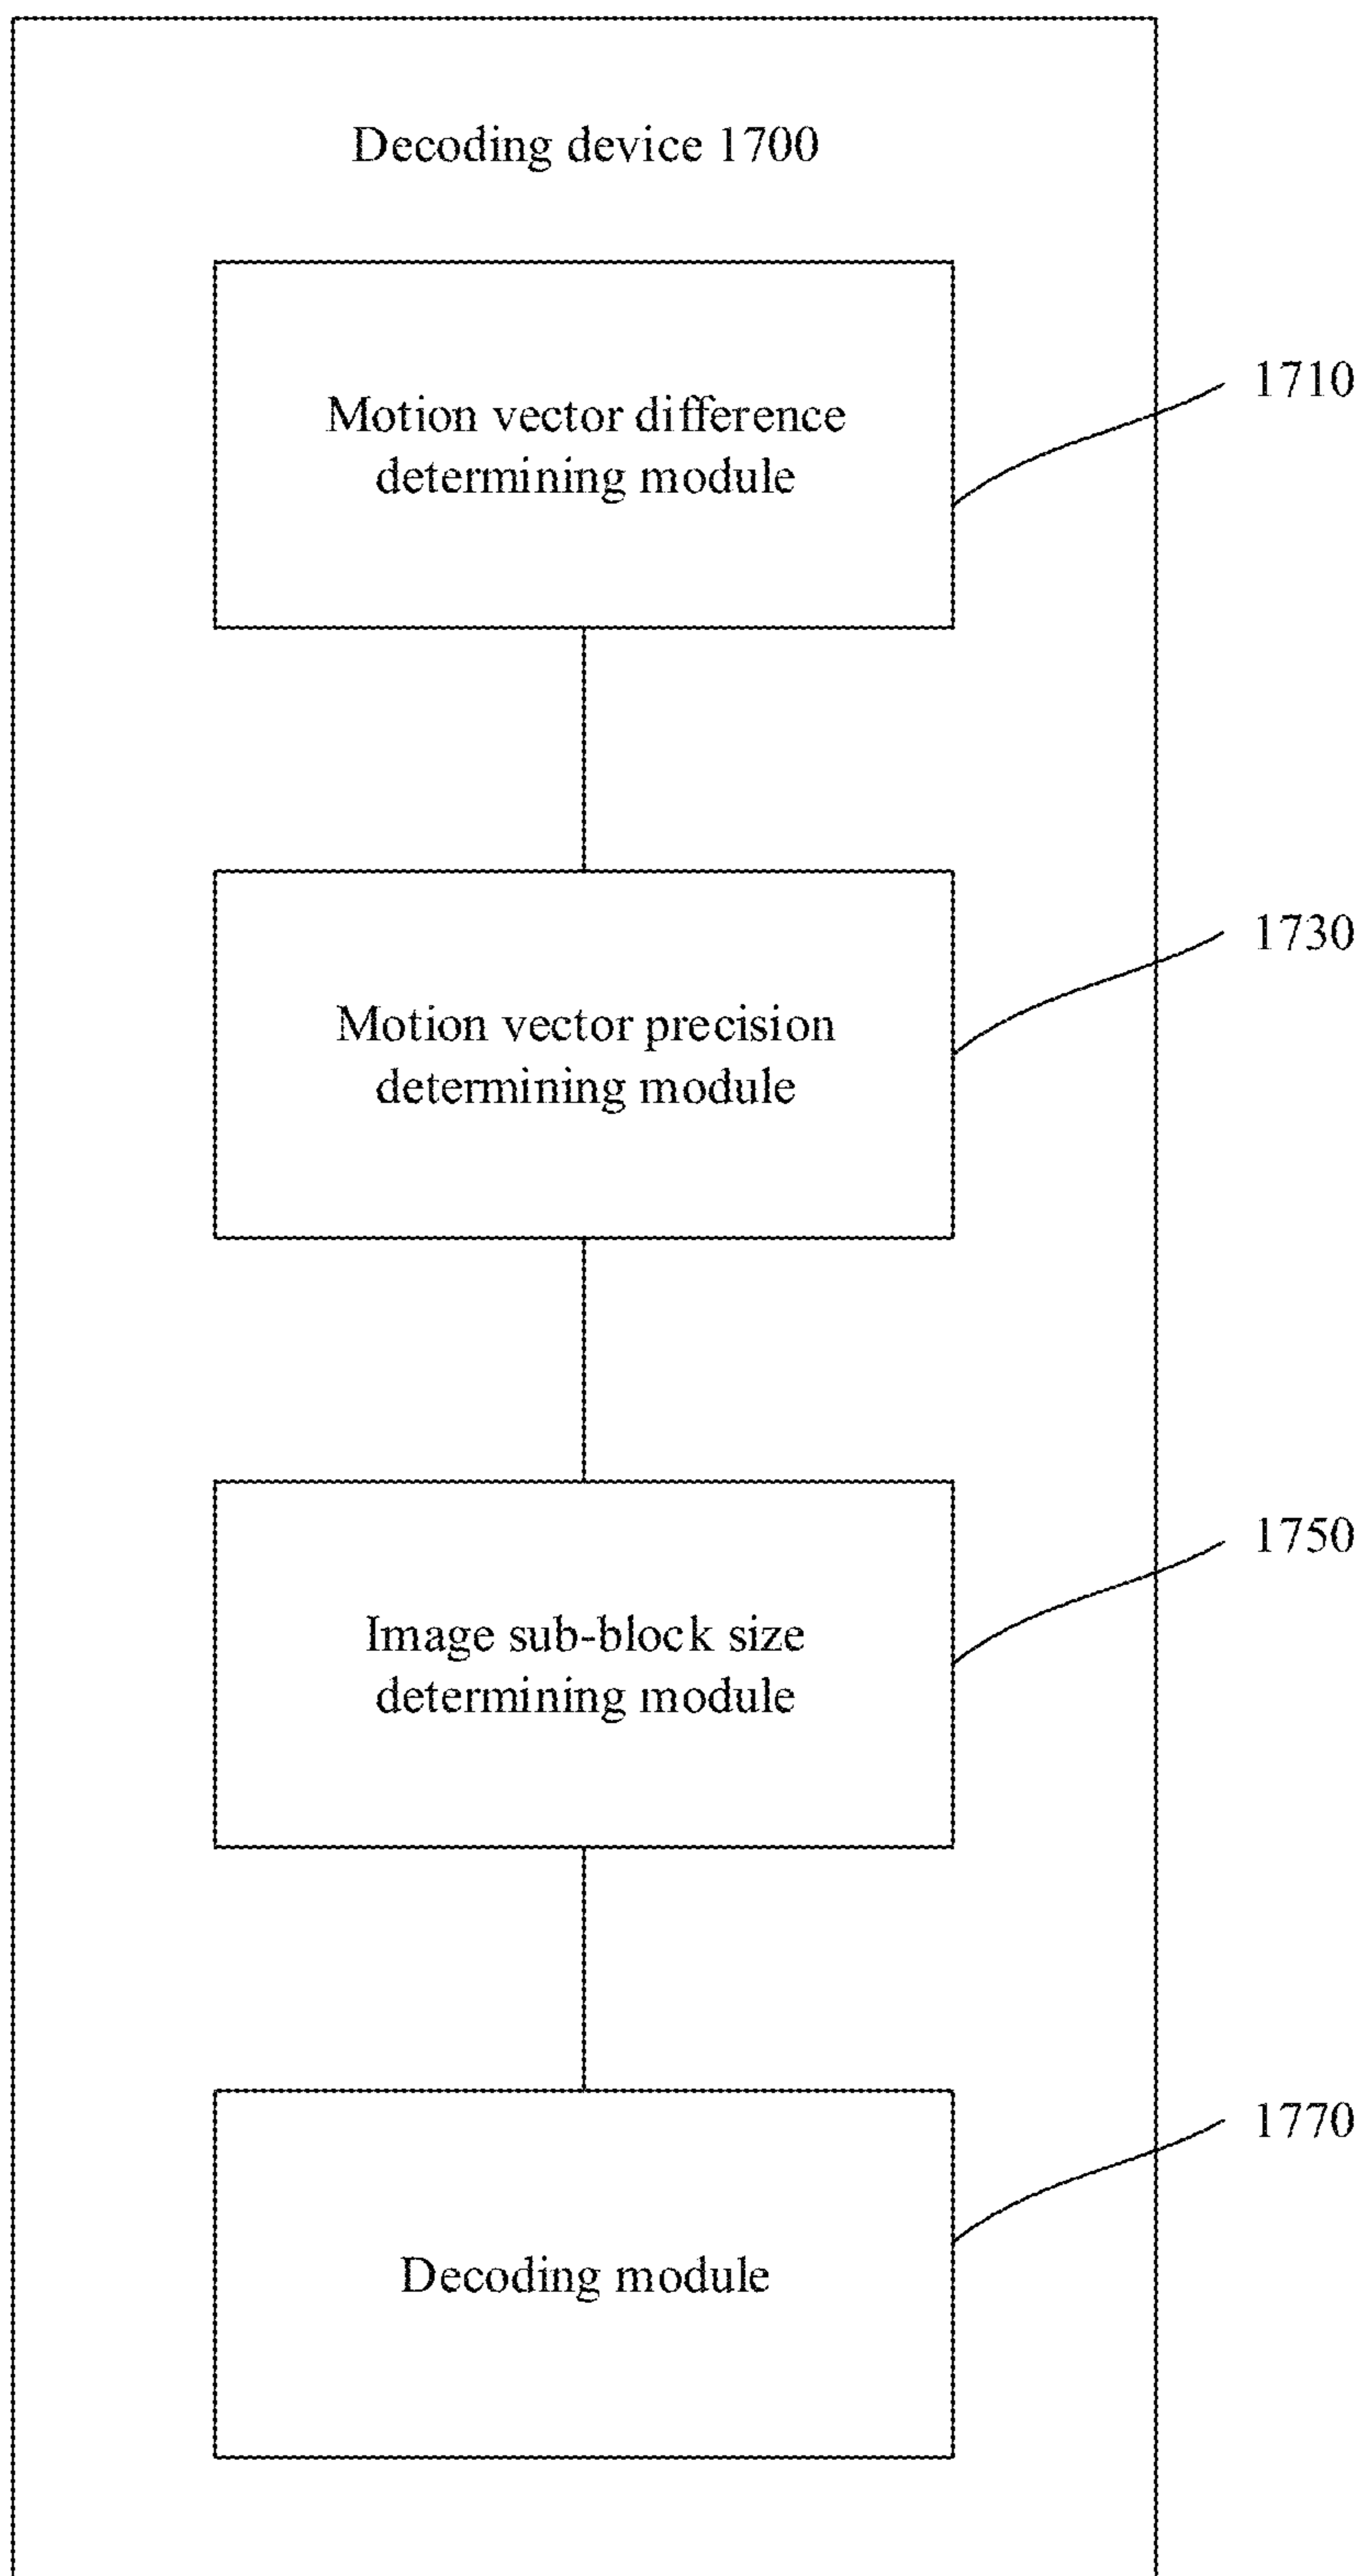 Decoding device 1700
Motion vector difference
determining module
1710
Motion vector precision
determining module
1730
Image sub-block size
determining module
1750
Decoding module
1770